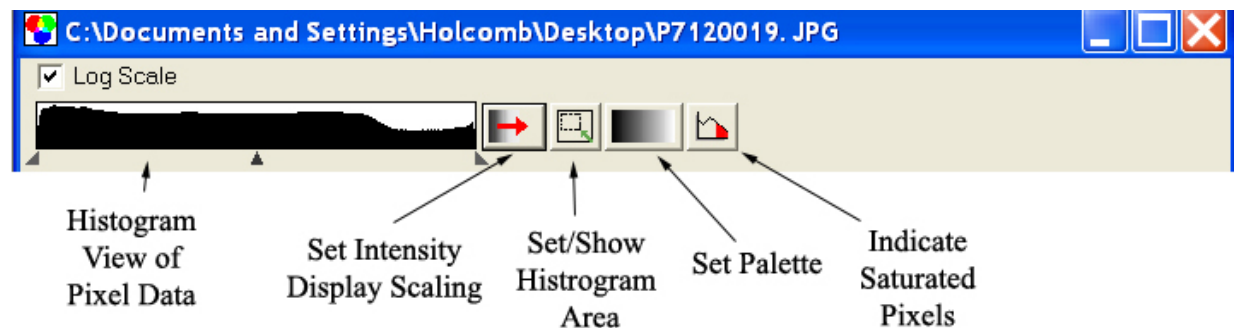 C:\Documents and Settings\Holcomb\Desktop\P7120019. JPG
Log Scale
Histogram
View of
Pixel Data
Set Intensity
Display Scaling
Set/Show
Histrogram
Area
Set Palette
Indicate
Saturated
Pixels